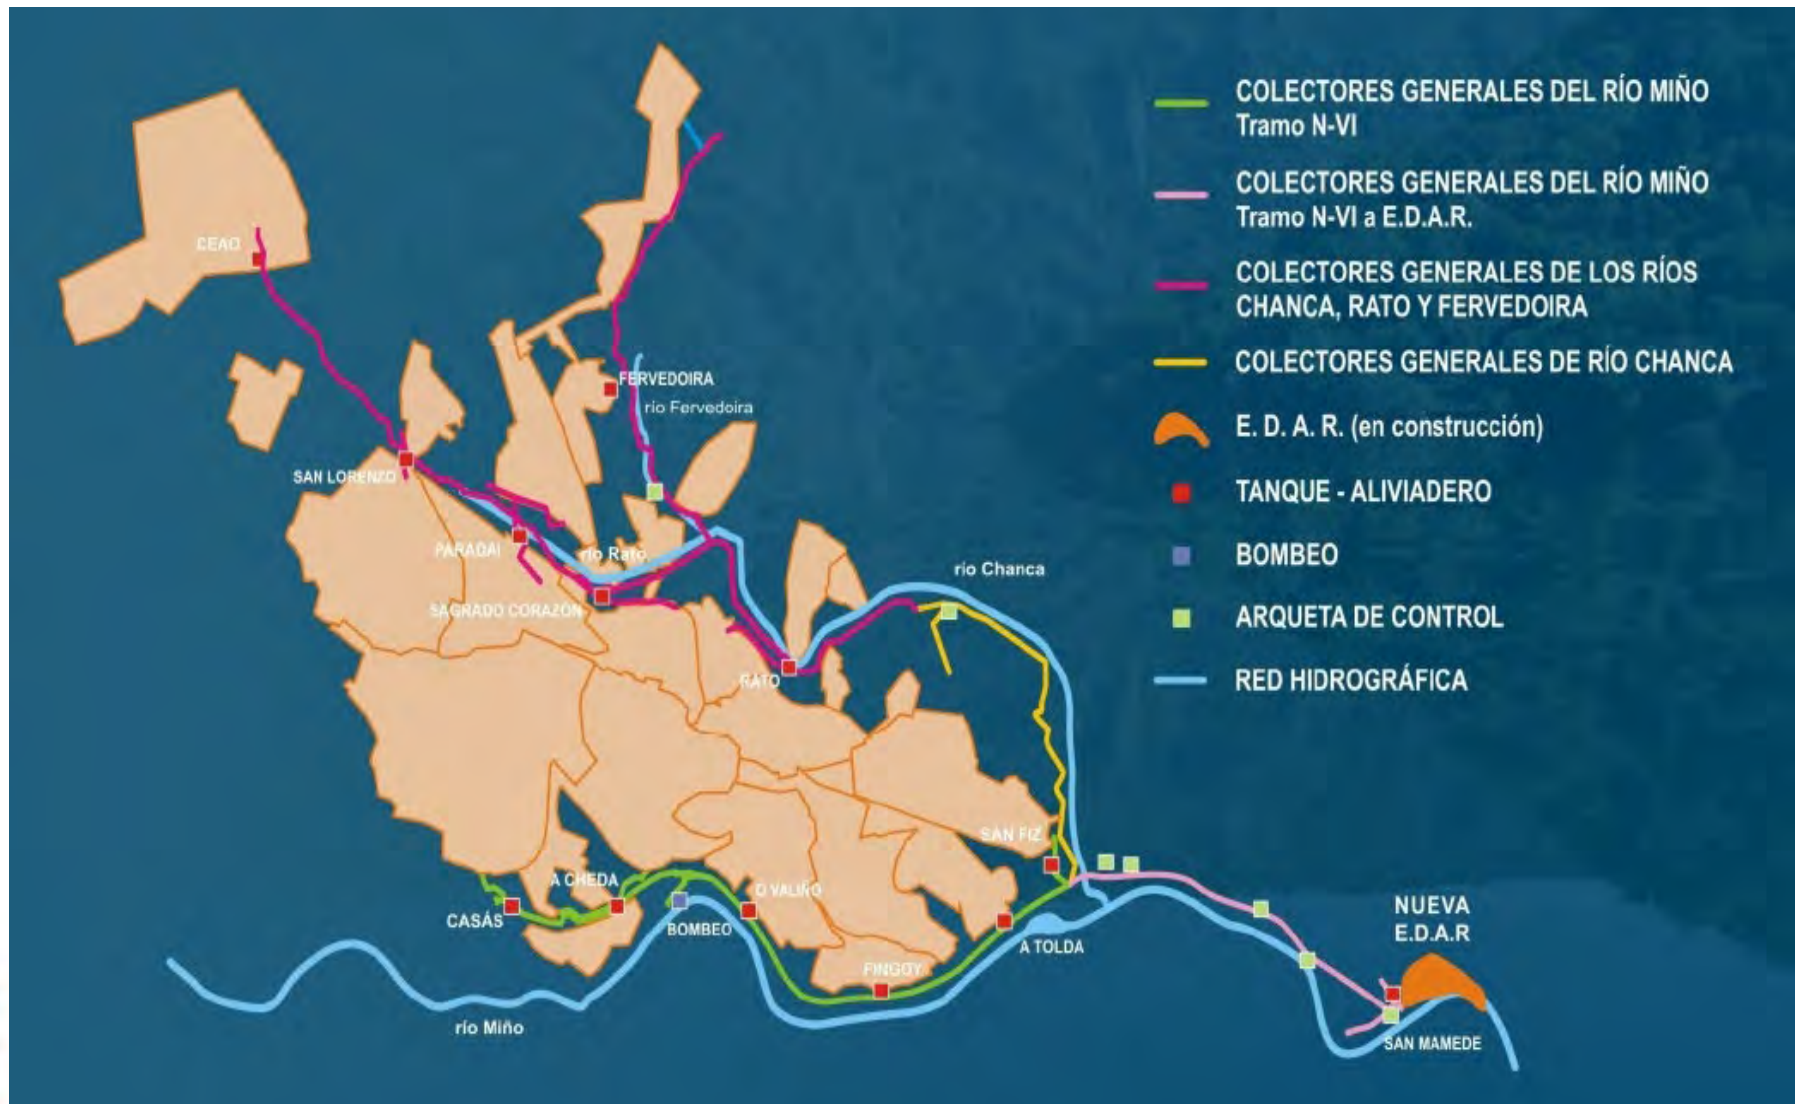 COLECTORES GENERALES DEL RÍO MIÑO
Tramo N-VI
COLECTORES GENERALES DEL RÍO MIÑO
Tramo N-VI a E.D.A.R.
COLECTORES GENERALES DE LOS RÍOS
CHANCA, RATO Y FERVEDOIRA
COLECTORES GENERALES DE RÍO CHANCA
E. D. A. R. (en construcción)
TANQUE - ALIVIADERO
BOMBEO
ARQUETA DE CONTROL
RED HIDROGRÁFICA
CEAO
FERVEDOIRA
río Fervedoira
SAN LORENZO
PARADAI
río Rato
río Chanca
SAGRADO CORAZÓN
RATO
SAN FIZ
A CHEDA
O VALIÑO
CASÁS
BOMBEO
A TOLDA
FINGOY
río Miño
NUEVA
E.D.A.R
SAN MAMEDE